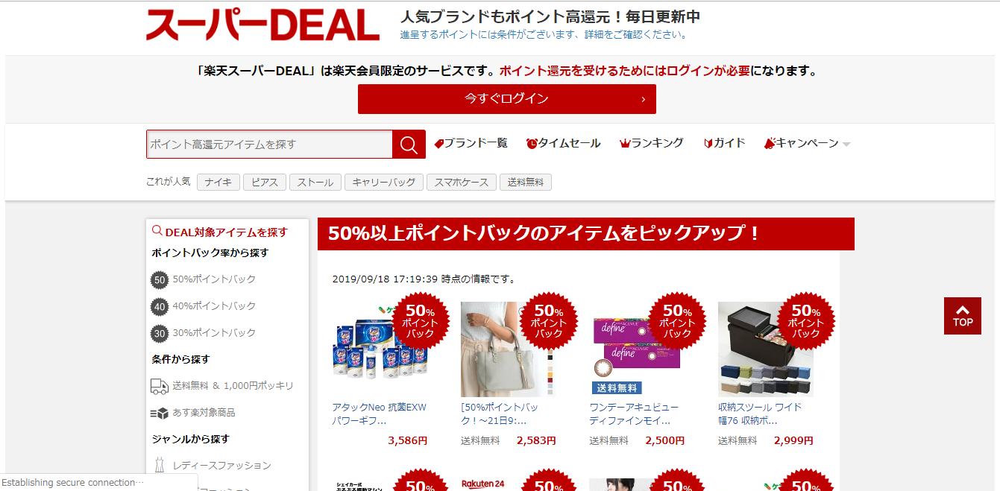 スーパーDEAL
人気ブランドもポイント高還元！毎日更新中
進呈するポイントには条件がございます、詳細をご確認ください。
「楽天スーパーDEAL」は楽天会員限定のサービスです。ポイント還元を受けるためにはログインが必要になります。
今すぐログイン
ポイント高還元アイテムを探す
ブランド一覧
タイムセール
ランキング
ガイド
キャンペーン
これが人気
ナイキ
ピアス
ストール
キャリーバッグ
スマホケース
送料無料
DEAL対象アイテムを探す
ポイントバック率から探す
50 50%ポイントバック
40 40%ポイントバック
30 30%ポイントバック
条件から探す
送料無料 & 1,000円ポッキリ
あす楽対象商品
ジャンルから探す
レディースファッション
50%以上ポイントバックのアイテムをピックアップ！
2019/09/18 17:19:39 時点の情報です。
50%
ポイント
バック
アタックNeo 抗菌EXW
パワーギフ...
3,586円
50%
ポイント
バック
[50%ポイントバッ
ク！～21日9:...
送料無料 2,583円
define
ACUVUE
define
50%
ポイント
バック
送料無料
ワンデーアキュビュー
ディファインモイ...
送料無料 2,500円
50%
ポイント
バック
収納スツール ワイド
幅76 収納ボ...
送料無料 2,999円
TOP
シェイカー式
ぶるぶる振動マシン
50%
Rakuten 24
50%
50%
50%
Establishing secure connection...